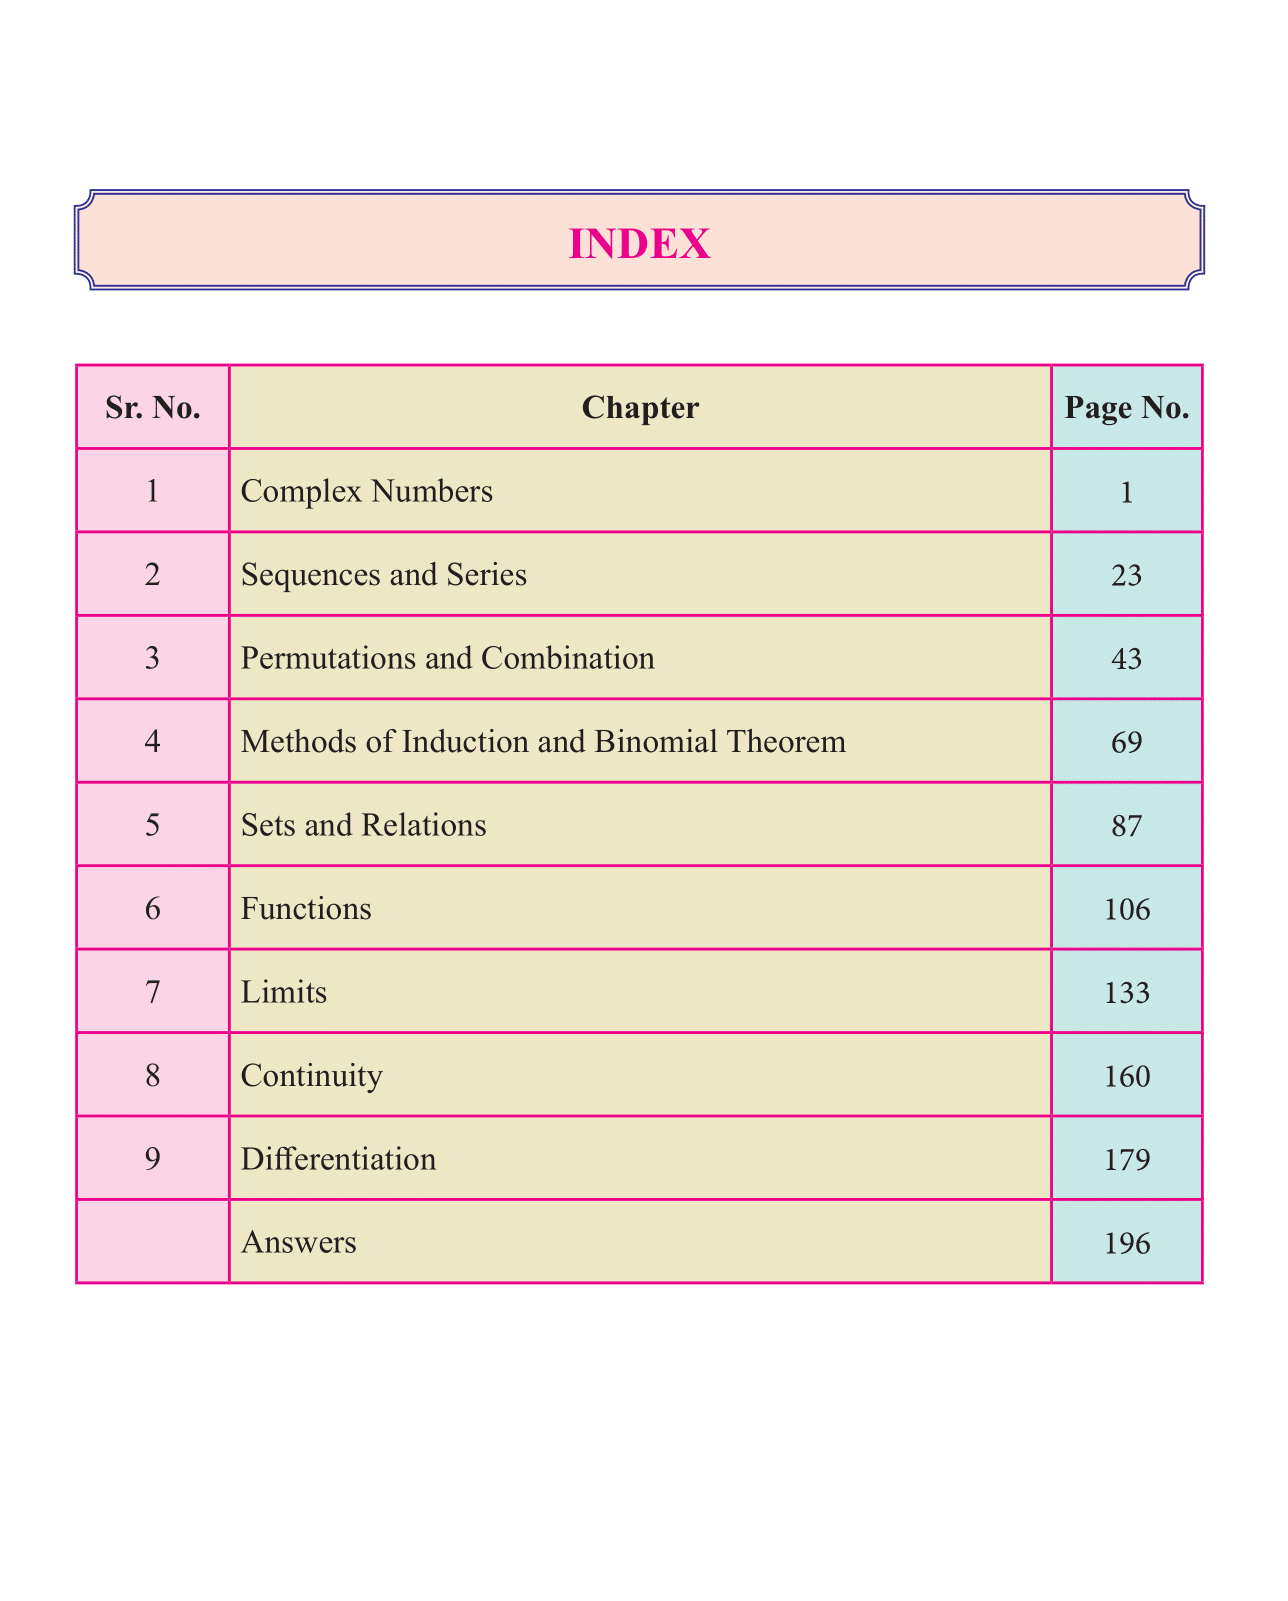 INDEX
Sr. No. Chapter Page No.
1 Complex Numbers 1
2 Sequences and Series 23
3 Permutations and Combination 43
4 Methods of Induction and Binomial Theorem 69
5 Sets and Relations 87
6 Functions 106
7 Limits 133
8 Continuity 160
9 Differentiation 179
Answers 196